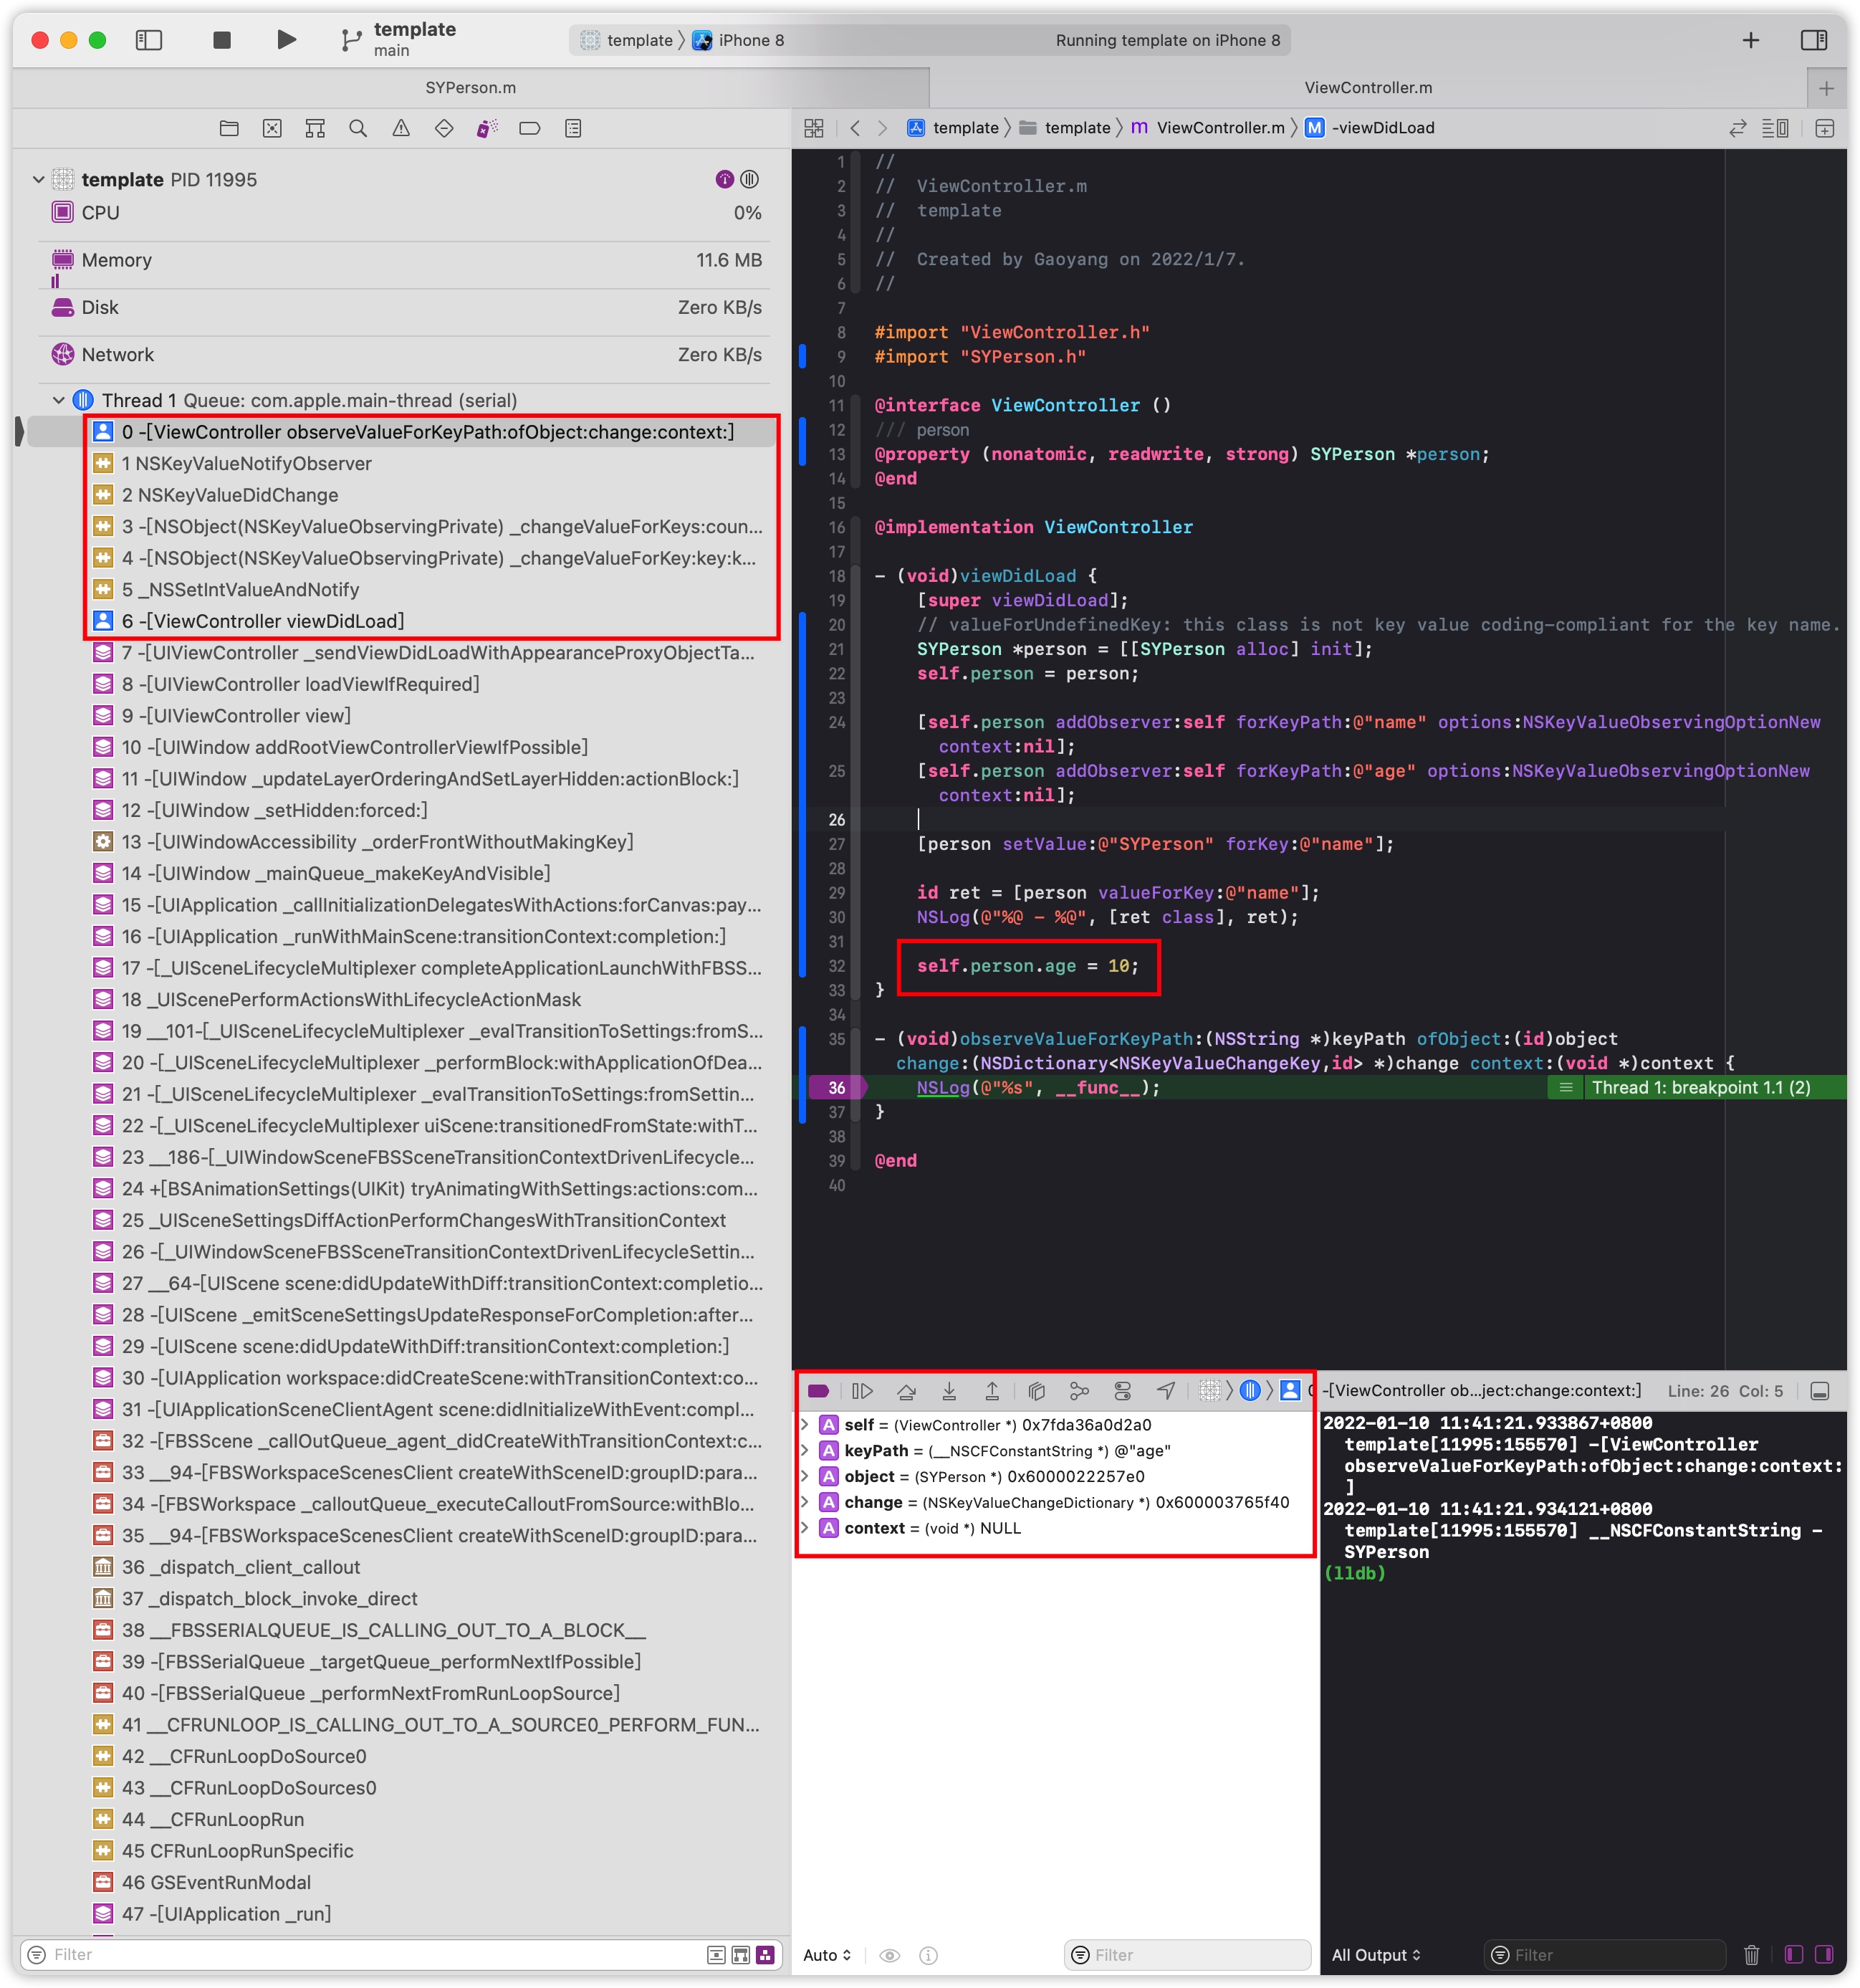 template
main
template
iPhone 8
Running template on iPhone 8
SYPerson.m
ViewController.m
template PID 11995
CPU
0%
Memory
11.6 MB
Disk
Zero KB/s
Network
Zero KB/s
Thread 1 Queue: com.apple.main-thread (serial)
0 -[ViewController observeValueForKeyPath:ofObject:change:context:]
1 NSKeyValueNotifyObserver
2 NSKeyValueDidChange
3 -[NSObject(NSKeyValueObservingPrivate) _changeValueForKeys:coun...
4 -[NSObject(NSKeyValueObservingPrivate) _changeValueForKey:key:k...
5 _NSSetIntValueAndNotify
6 -[ViewController viewDidLoad]
7 -[UIViewController _sendViewDidLoadWithAppearanceProxyObjectTa...
8 -[UIViewController loadViewIfRequired]
9 -[UIViewController view]
10 -[UIWindow addRootViewControllerViewIfPossible]
11 -[UIWindow _updateLayerOrderingAndSetLayerHidden:actionBlock:]
12 -[UIWindow _setHidden:forced:]
13 -[UIWindowAccessibility _orderFrontWithoutMakingKey]
14 -[UIWindow _mainQueue_makeKeyAndVisible]
15 -[UIApplication _callInitializationDelegatesWithActions:forCanvas:pay...
16 -[UIApplication _runWithMainScene:transitionContext:completion:]
17 -[_UISceneLifecycleMultiplexer completeApplicationLaunchWithFBSS...
18 _UIScenePerformActionsWithLifecycleActionMask
19 __101-[_UISceneLifecycleMultiplexer _evalTransitionToSettings:fromS...
20 -[_UISceneLifecycleMultiplexer _performBlock:withApplicationOfDea...
21 -[_UISceneLifecycleMultiplexer _evalTransitionToSettings:fromSettin...
22 -[_UISceneLifecycleMultiplexer uiScene:transitionedFromState:withT...
23 __186-[_UIWindowSceneFBSSceneTransitionContextDrivenLifecycle...
24 +[BSAnimationSettings(UIKit) tryAnimatingWithSettings:actions:com...
25 _UISceneSettingsDiffActionPerformChangesWithTransitionContext
26 -[_UIWindowSceneFBSSceneTransitionContextDrivenLifecycleSettin...
27 __64-[UIScene scene:didUpdateWithDiff:transitionContext:completio...
28 -[UIScene _emitSceneSettingsUpdateResponseForCompletion:after...
29 -[UIScene scene:didUpdateWithDiff:transitionContext:completion:]
30 -[UIApplication workspace:didCreateScene:withTransitionContext:co...
31 -[UIApplicationSceneClientAgent scene:didInitializeWithEvent:compl...
32 -[FBSScene _callOutQueue_agent_didCreateWithTransitionContext:c...
33 __94-[FBSWorkspaceScenesClient createWithSceneID:groupID:para...
34 -[FBSWorkspace _calloutQueue_executeCalloutFromSource:withBlo...
35 __94-[FBSWorkspaceScenesClient createWithSceneID:groupID:para...
36 _dispatch_client_callout
37 _dispatch_block_invoke_direct
38 __FBSSERIALQUEUE_IS_CALLING_OUT_TO_A_BLOCK__
39 -[FBSSerialQueue _targetQueue_performNextIfPossible]
40 -[FBSSerialQueue _performNextFromRunLoopSource]
41 __CFRUNLOOP_IS_CALLING_OUT_TO_A_SOURCE0_PERFORM_FUN...
42 __CFRunLoopDoSource0
43 __CFRunLoopDoSources0
44 __CFRunLoopRun
45 CFRunLoopRunSpecific
46 GSEventRunModal
47 -[UIApplication _run]
Filter
template
template
m ViewController.m
M -viewDidLoad
1 //
2 //  ViewController.m
3 //  template
4 //
5 //  Created by Gaoyang on 2022/1/7.
6 //
7
8 #import "ViewController.h"
9 #import "SYPerson.h"
10
11 @interface ViewController ()
12 /// person
13 @property (nonatomic, readwrite, strong) SYPerson *person;
14 @end
15
16 @implementation ViewController
17
18 - (void)viewDidLoad {
19 [super viewDidLoad];
20 // valueForUndefinedKey: this class is not key value coding-compliant for the key name.
21 SYPerson *person = [[SYPerson alloc] init];
22 self.person = person;
23
24 [self.person addObserver:self forKeyPath:@"name" options:NSKeyValueObservingOptionNew
context:nil];
25 [self.person addObserver:self forKeyPath:@"age" options:NSKeyValueObservingOptionNew
context:nil];
26
27 [person setValue:@"SYPerson" forKey:@"name"];
28
29 id ret = [person valueForKey:@"name"];
30 NSLog(@"%@ - %@", [ret class], ret);
31
32 self.person.age = 10;
33 }
34
35 - (void)observeValueForKeyPath:(NSString *)keyPath ofObject:(id)object
change:(NSDictionary<NSKeyValueChangeKey,id> *)change context:(void *)context {
36 NSLog(@"%s", __func__);
Thread 1: breakpoint 1.1 (2)
37 }
38
39 @end
40
0 -[ViewController ob...ject:change:context:]
Line: 26 Col: 5
A self = (ViewController *) 0x7fda36a0d2a0
A keyPath = (__NSCFConstantString *) @"age"
A object = (SYPerson *) 0x6000022257e0
A change = (NSKeyValueChangeDictionary *) 0x600003765f40
A context = (void *) NULL
Auto
Filter
2022-01-10 11:41:21.933867+0800
template[11995:155570] -[ViewController
observeValueForKeyPath:ofObject:change:context:
]
2022-01-10 11:41:21.934121+0800
template[11995:155570] __NSCFConstantString -
SYPerson
(lldb)
All Output
Filter